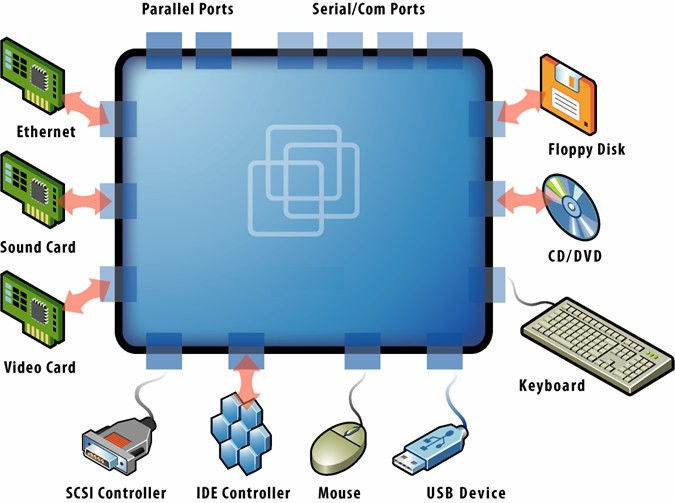 Parallel Ports
Serial/Com Ports
Ethernet
Floppy Disk
Sound Card
CD/DVD
Video Card
Keyboard
SCSI Controller
IDE Controller
Mouse
USB Device